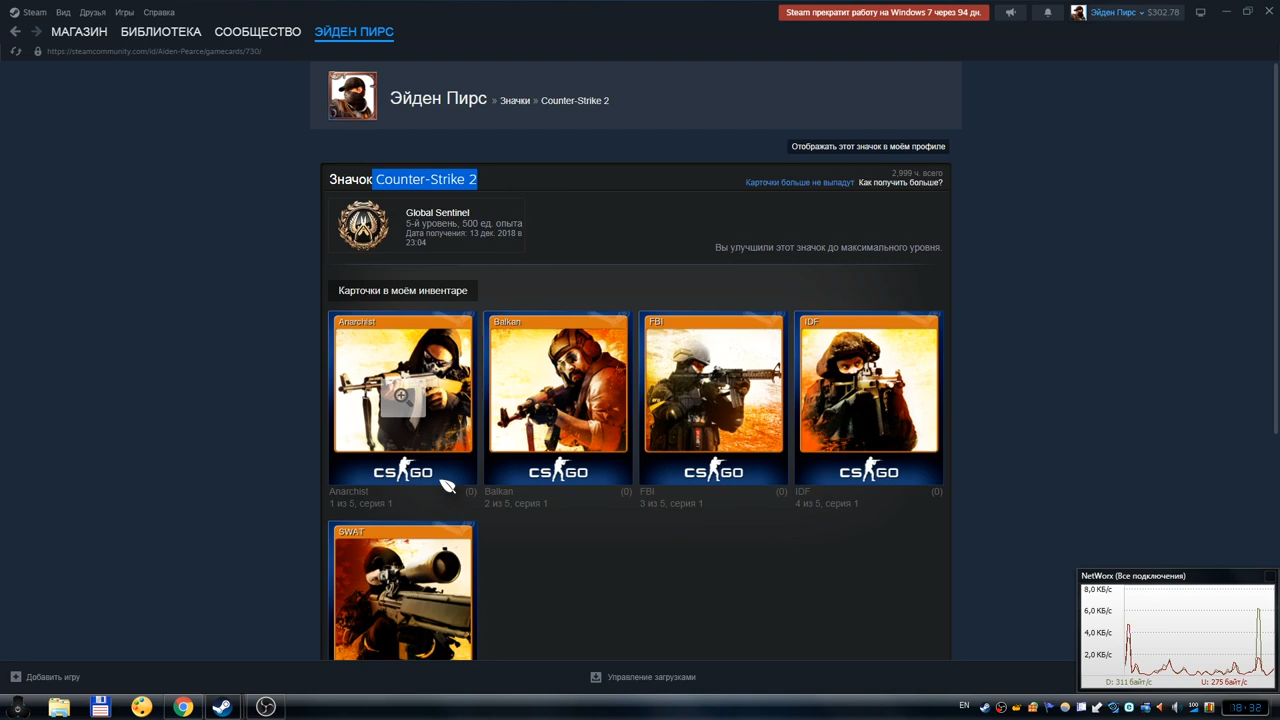 Steam Вид Друзья Игры Справка
Steam прекратит работу на Windows 7 через 94 дн.
Эйден Пирс $302.78
МАГАЗИН БИБЛИОТЕКА СООБЩЕСТВО ЭЙДЕН ПИРС
https://steamcommunity.com/id/Aiden-Pearce/gamecards/730/
Эйден Пирс » Значки » Counter-Strike 2
Отображать этот значок в моём профиле
Значок Counter-Strike 2
2,999 ч. всего
Карточки больше не выпадут Как получить больше?
Global Sentinel
5-й уровень, 500 ед. опыта
Дата получения: 13 дек. 2018 в
23:04
Вы улучшили этот значок до максимального уровня.
Карточки в моём инвентаре
Anarchist Balkan FBI IDF
CS GO CS GO CS GO CS GO
Anarchist (0) Balkan (0) FBI (0) IDF (0)
1 из 5, серия 1 2 из 5, серия 1 3 из 5, серия 1 4 из 5, серия 1
SWAT
NetWorx (Все подключения)
8,0 КБ/с
6,0 КБ/с
4,0 КБ/с
2,0 КБ/с
D: 311 байт/с U: 275 байт/с
Добавить игру Управление загрузками
EN 100 18:32